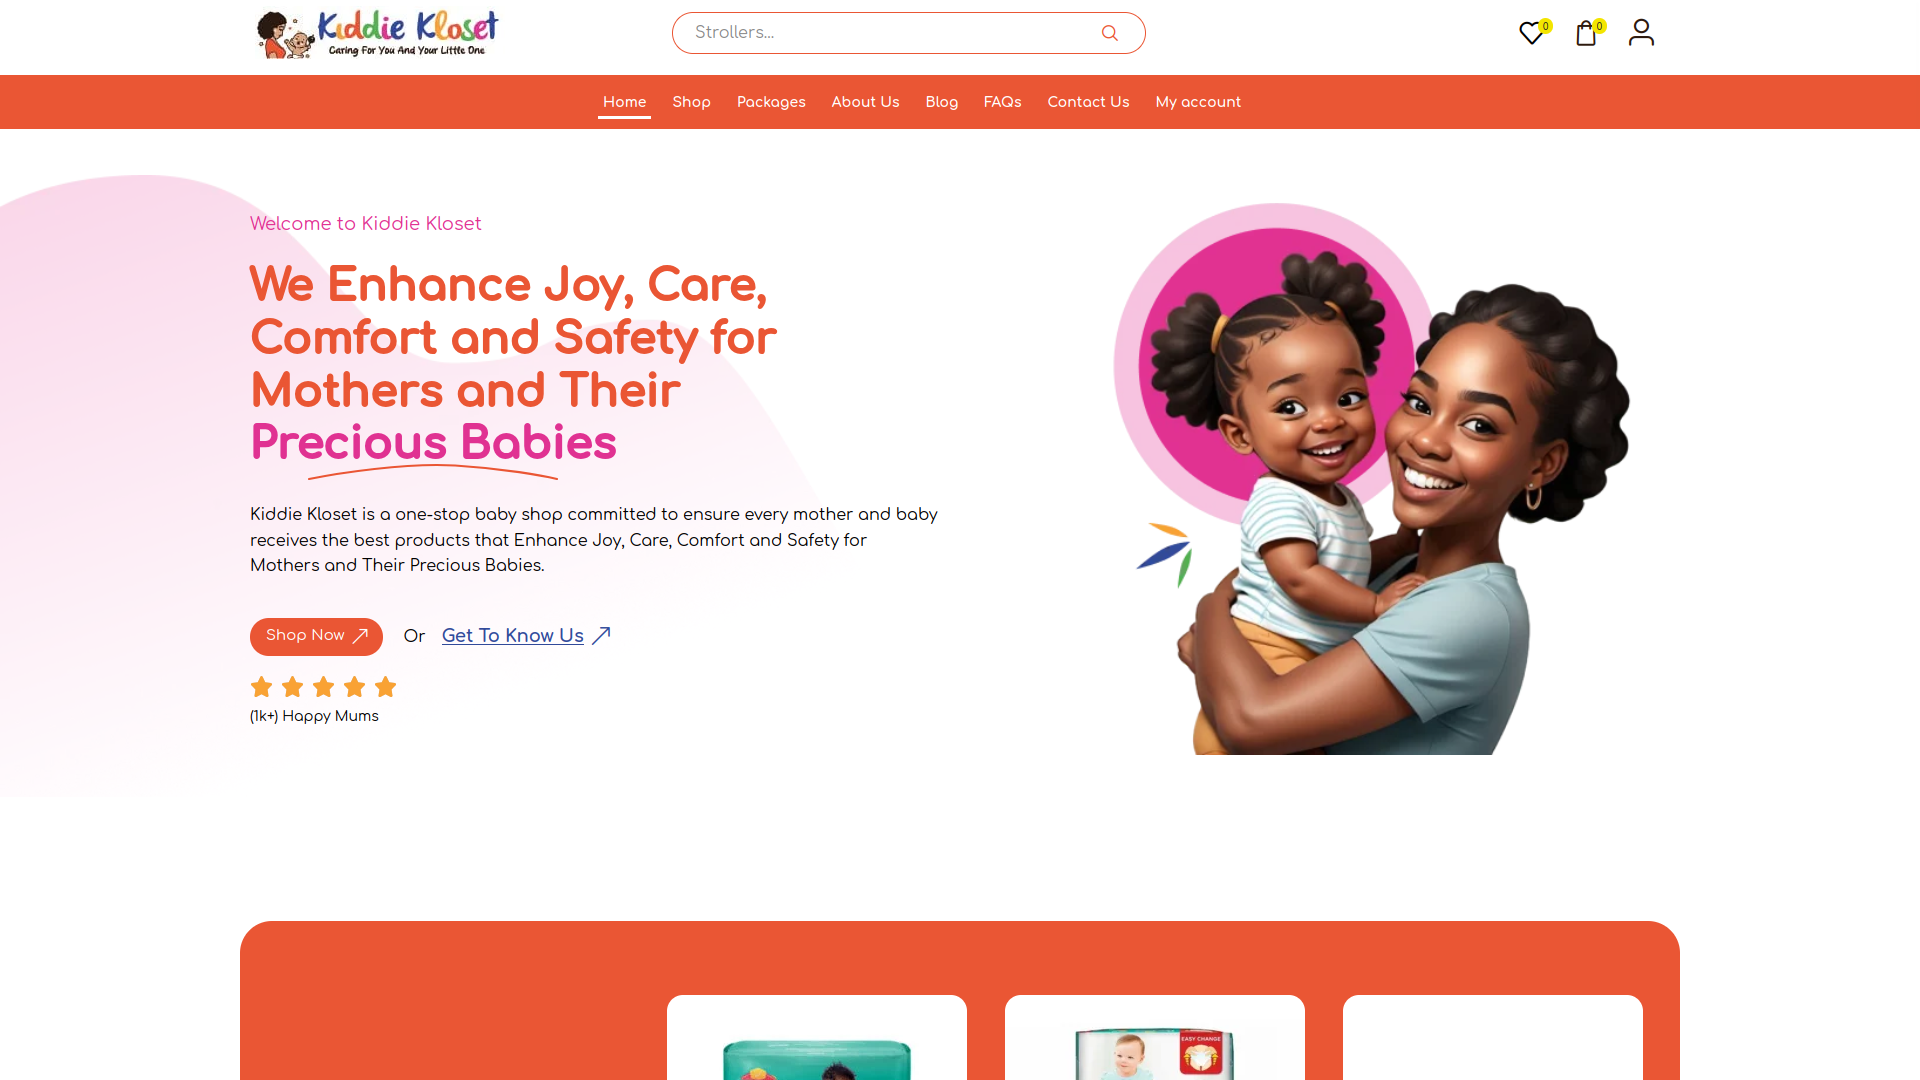 Kiddie Kloset
Caring For You And Your Little One
Strollers...
0
0
Home Shop Packages About Us Blog FAQs Contact Us My account
Welcome to Kiddie Kloset
We Enhance Joy, Care,
Comfort and Safety for
Mothers and Their
Precious Babies
Kiddie Kloset is a one-stop baby shop committed to ensure every mother and baby
receives the best products that Enhance Joy, Care, Comfort and Safety for
Mothers and Their Precious Babies.
Shop Now Or Get To Know Us
(1k+) Happy Mums
EASY CHANGE